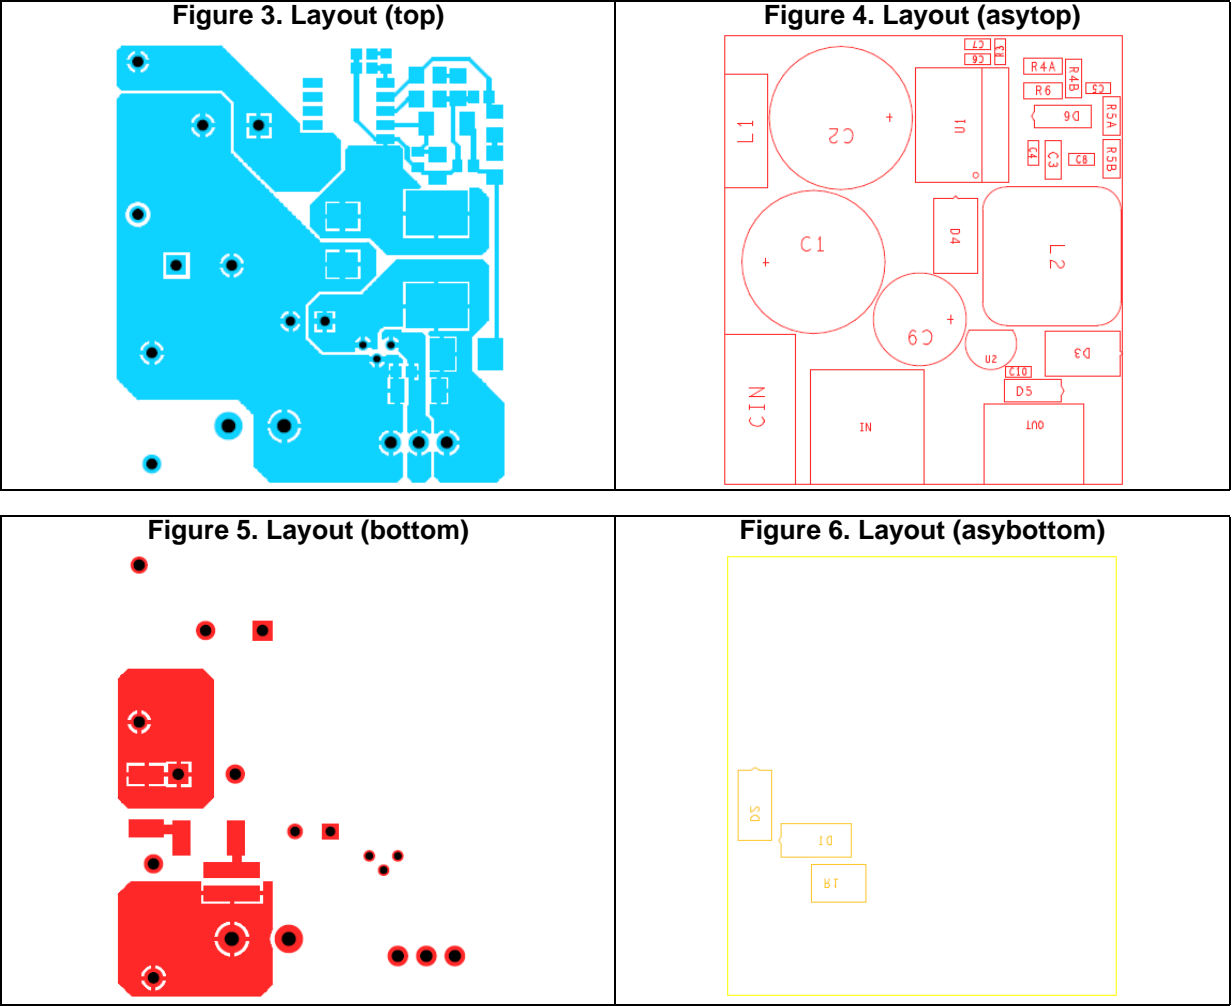 Figure 3. Layout (top)
Figure 4. Layout (asytop)
C7
R3
C6
R4A
R4B
R6
C5
L1
C2
+
U1
D6
R5A
C4
C3
C8
R5B
C1
+
D4
L2
C9
+
U2
D3
C10
D5
CIN
IN
OUT
Figure 5. Layout (bottom)
Figure 6. Layout (asybottom)
D2
D1
R1